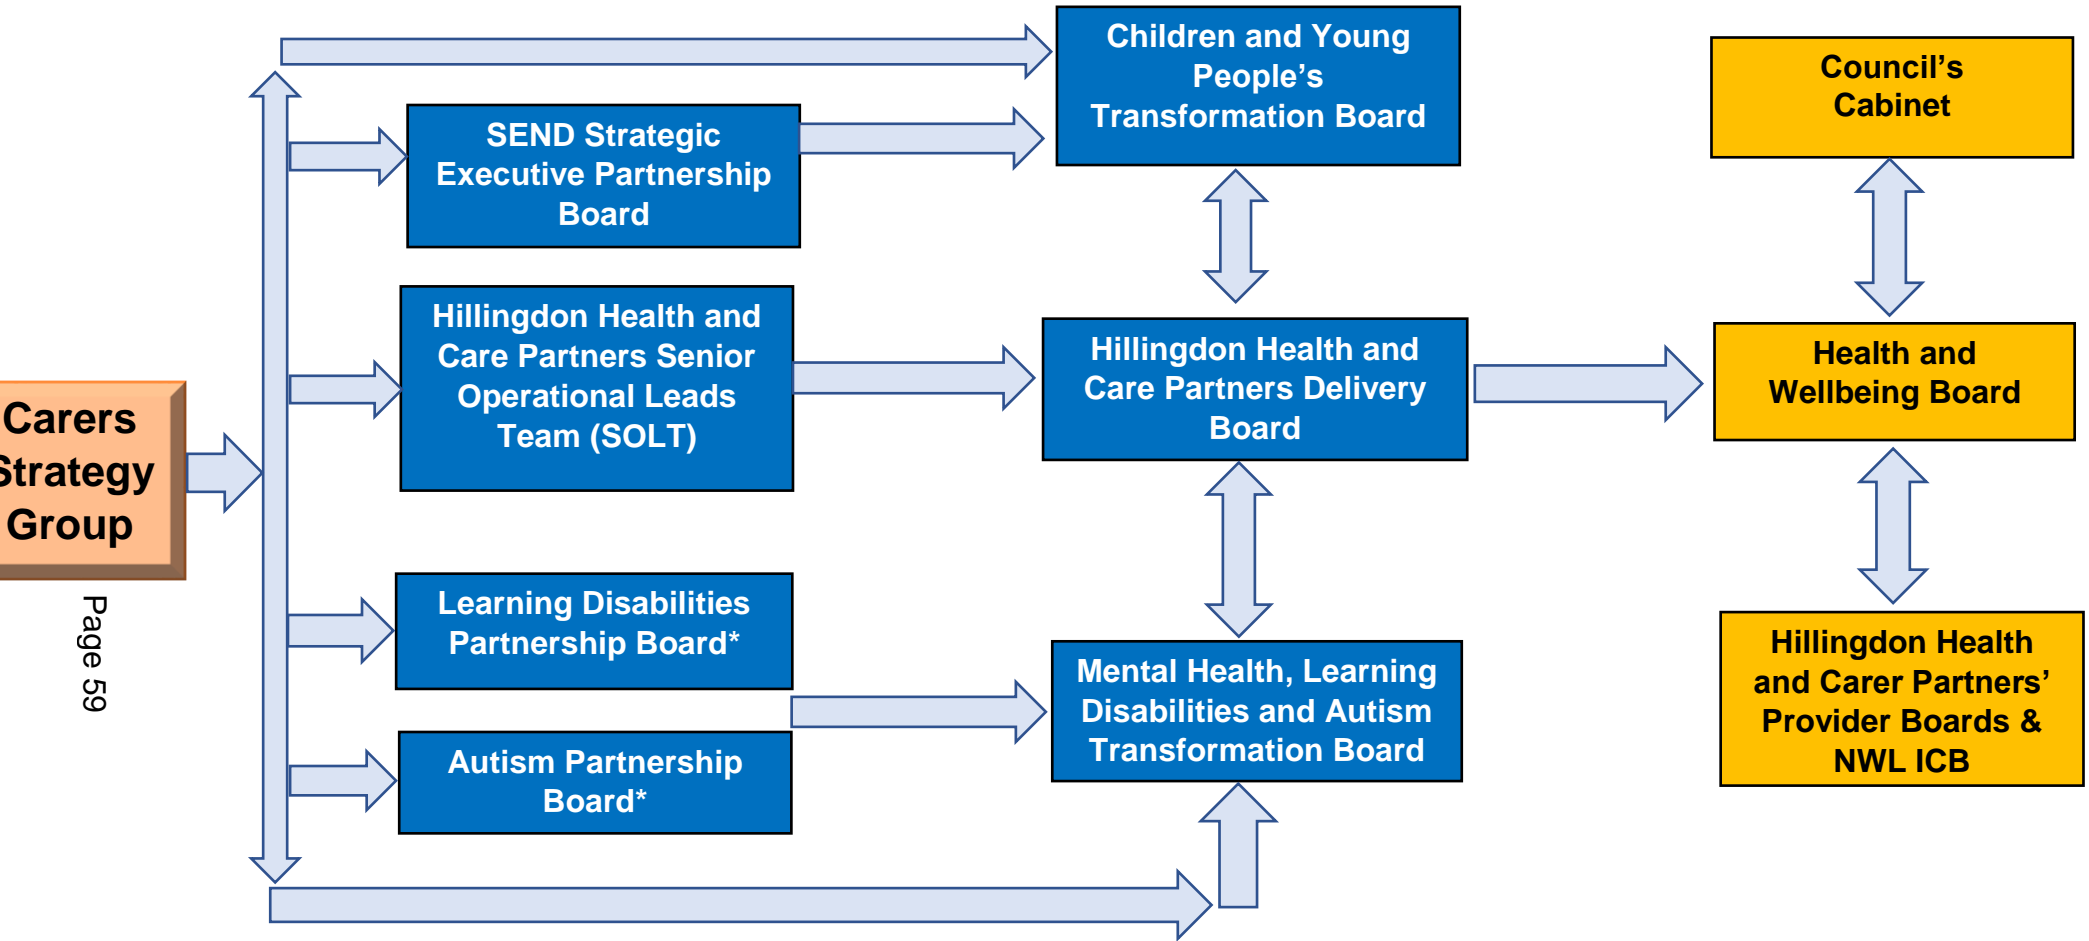 Children and Young
People's
Transformation Board
Council's
Cabinet
SEND Strategic
Executive Partnership
Board
Hillingdon Health and
Care Partners Senior
Operational Leads
Team (SOLT)
Hillingdon Health and
Care Partners Delivery
Board
Health and
Wellbeing Board
Carers
Strategy
Group
Page 59
Learning Disabilities
Partnership Board*
Autism Partnership
Board*
Mental Health, Learning
Disabilities and Autism
Transformation Board
Hillingdon Health
and Carer Partners’
Provider Boards &
NWL ICB